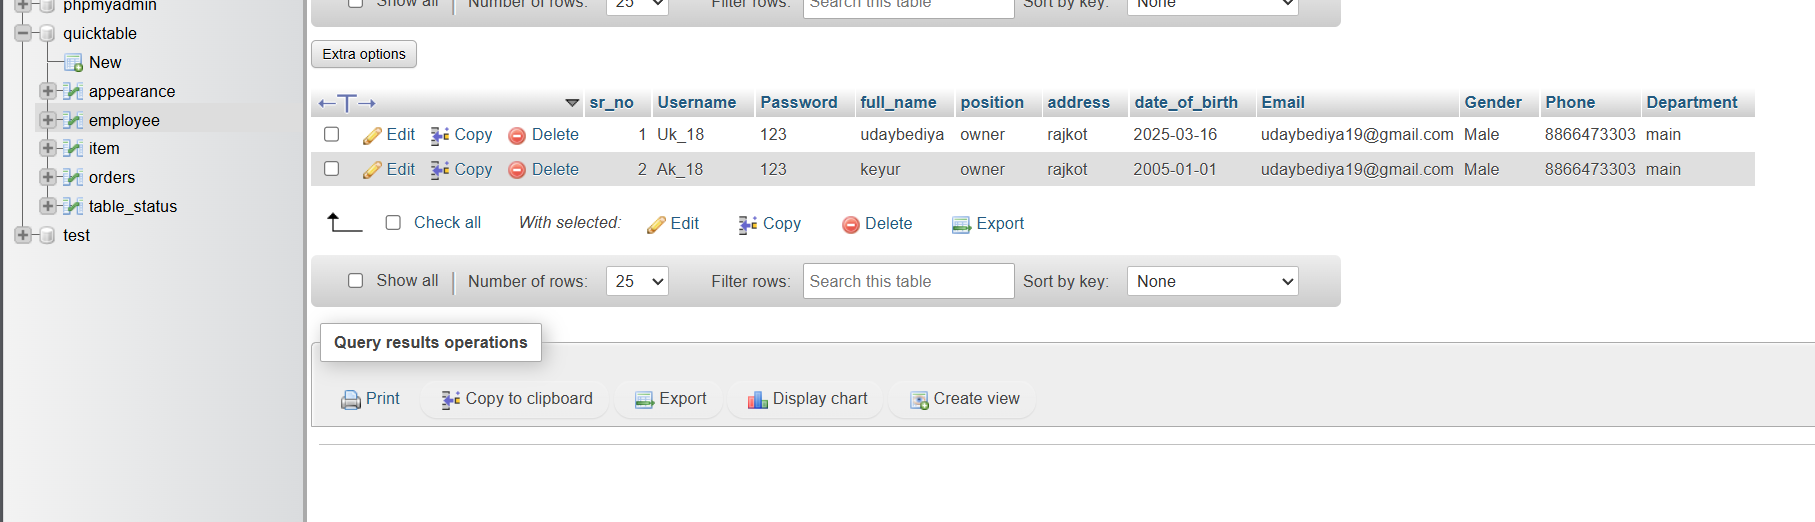 phpmyadmin
quicktable
New
appearance
employee
item
orders
table_status
test
Show all Number of rows: 25 Filter rows: Search this table Sort by key: None
Extra options
sr_no Username Password full_name position address date_of_birth Email Gender Phone Department
Edit Copy Delete 1 Uk_18 123 udaybediya owner rajkot 2025-03-16 udaybediya19@gmail.com Male 8866473303 main
Edit Copy Delete 2 Ak_18 123 keyur owner rajkot 2005-01-01 udaybediya19@gmail.com Male 8866473303 main
Check all With selected: Edit Copy Delete Export
Show all Number of rows: 25 Filter rows: Search this table Sort by key: None
Query results operations
Print Copy to clipboard Export Display chart Create view